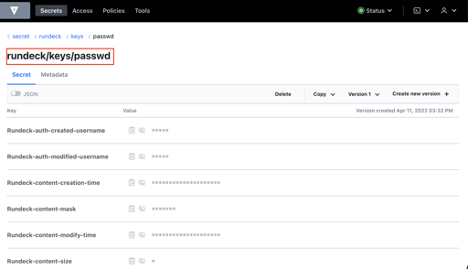 Secrets Access Policies Tools Status
< secret < rundeck < keys < passwd
rundeck/keys/passwd
Secret Metadata
JSON Delete Copy Version 1 Create new version +
Key Value Version created Apr 11, 2022 03:32 PM
Rundeck-auth-created-username
Rundeck-auth-modified-username
Rundeck-content-creation-time
Rundeck-content-mask
Rundeck-content-modify-time
Rundeck-content-size